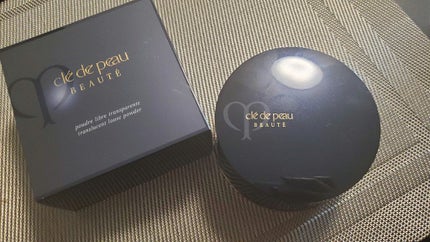 clé de peau
BEAUTÉ
poudre libre transparente
translucent loose powder
clé de peau
BEAUTÉ